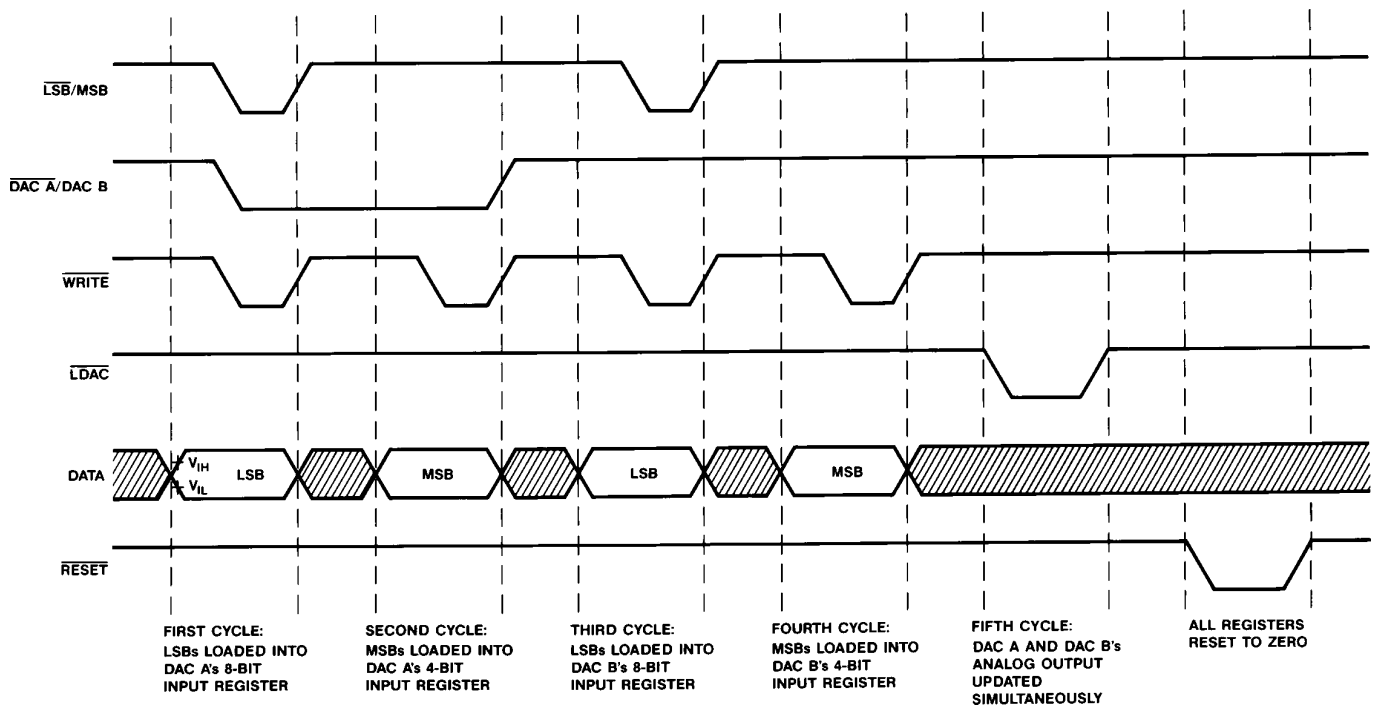 LSB/MSB
DAC A/DAC B
WRITE
LDAC
DATA
VIH
VIL
LSB
MSB
LSB
MSB
RESET
FIRST CYCLE:
LSBs LOADED INTO
DAC A's 8-BIT
INPUT REGISTER
SECOND CYCLE:
MSBs LOADED INTO
DAC A's 4-BIT
INPUT REGISTER
THIRD CYCLE:
LSBs LOADED INTO
DAC B's 8-BIT
INPUT REGISTER
FOURTH CYCLE:
MSBs LOADED INTO
DAC B's 4-BIT
INPUT REGISTER
FIFTH CYCLE:
DAC A AND DAC B's
ANALOG OUTPUT
UPDATED
SIMULTANEOUSLY
ALL REGISTERS
RESET TO ZERO